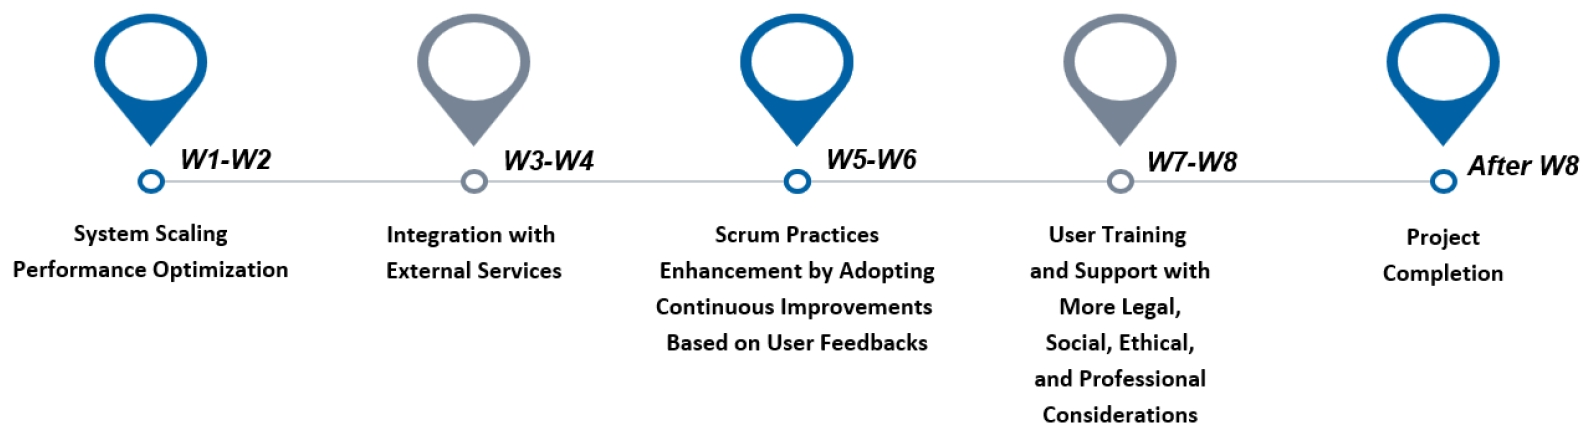 W1-W2
System Scaling
Performance Optimization
W3-W4
Integration with
External Services
W5-W6
Scrum Practices
Enhancement by Adopting
Continuous Improvements
Based on User Feedbacks
W7-W8
User Training
and Support with
More Legal,
Social, Ethical,
and Professional
Considerations
After W8
Project
Completion